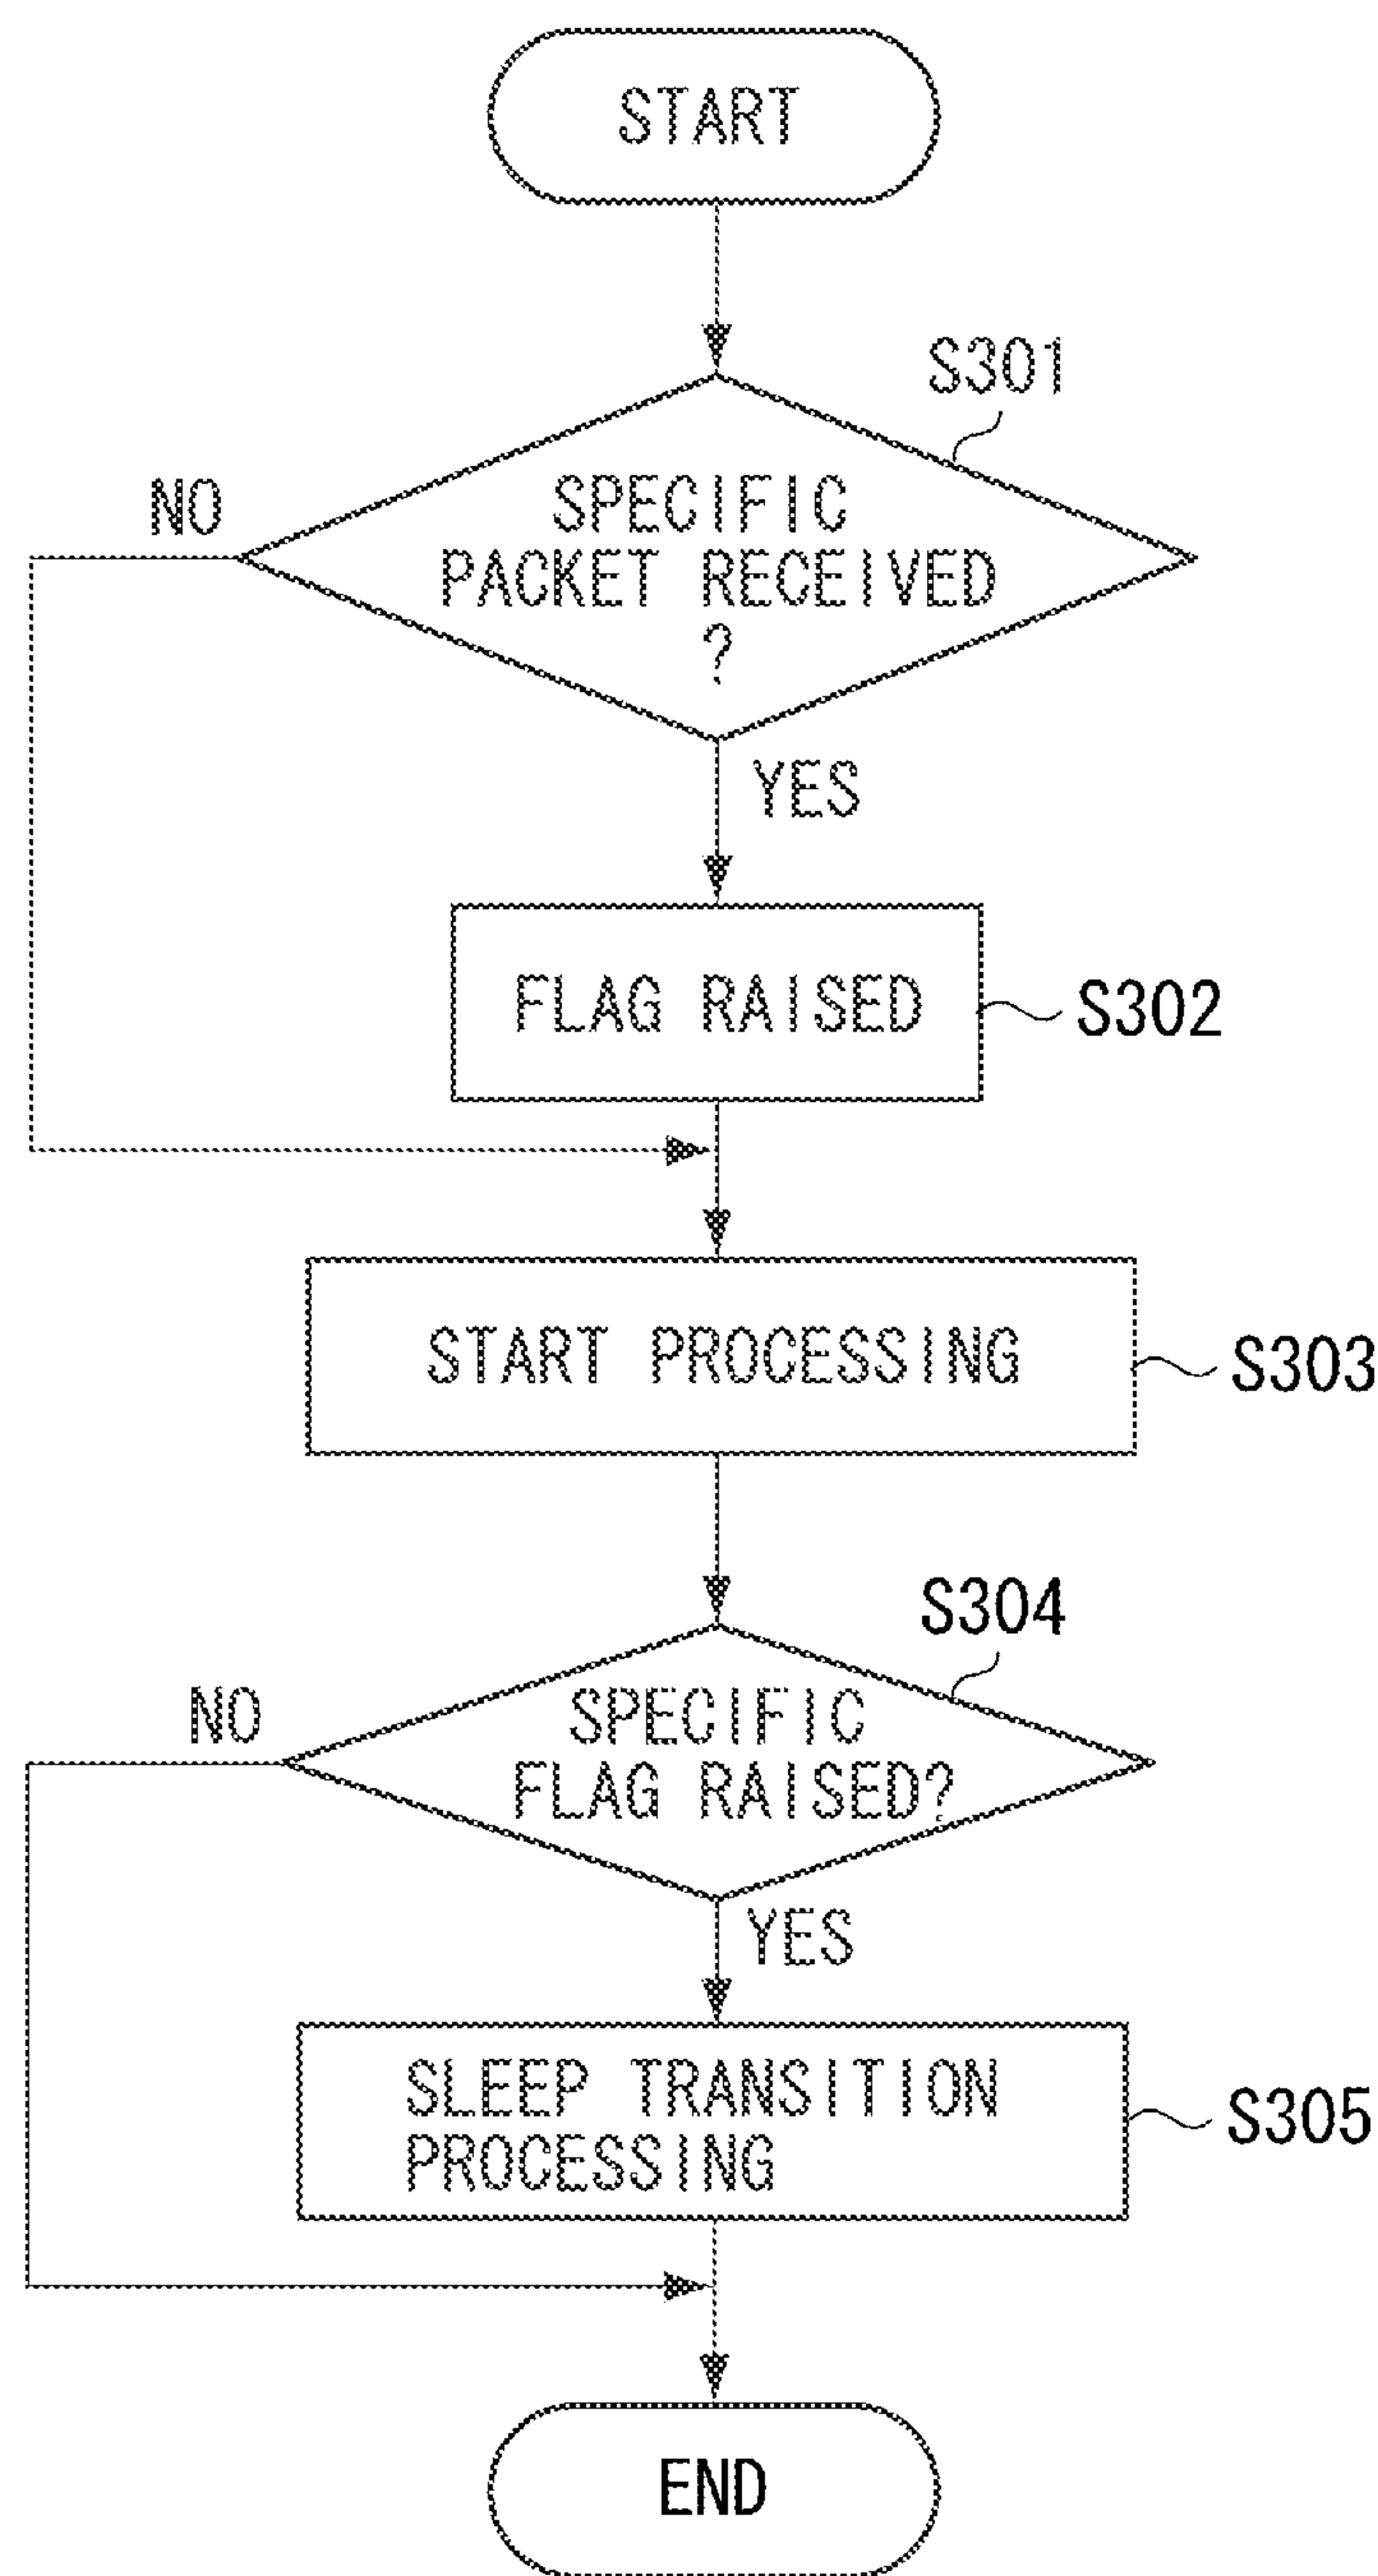 START
S301
NO
SPECIFIC
PACKET RECEIVED
?
YES
FLAG RAISED
S302
START PROCESSING
S303
S304
NO
SPECIFIC
FLAG RAISED?
YES
SLEEP TRANSITION
PROCESSING
S305
END